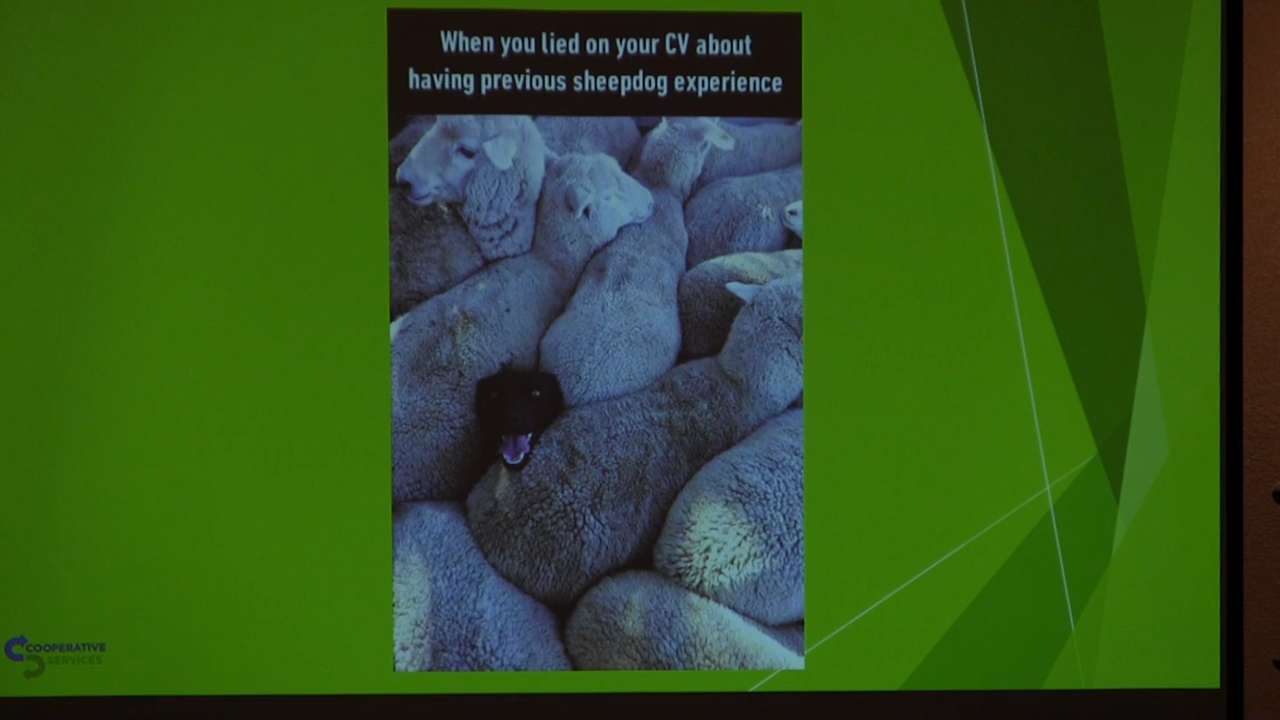 When you lied on your CV about
having previous sheepdog experience
COOPERATIVE
SERVICES